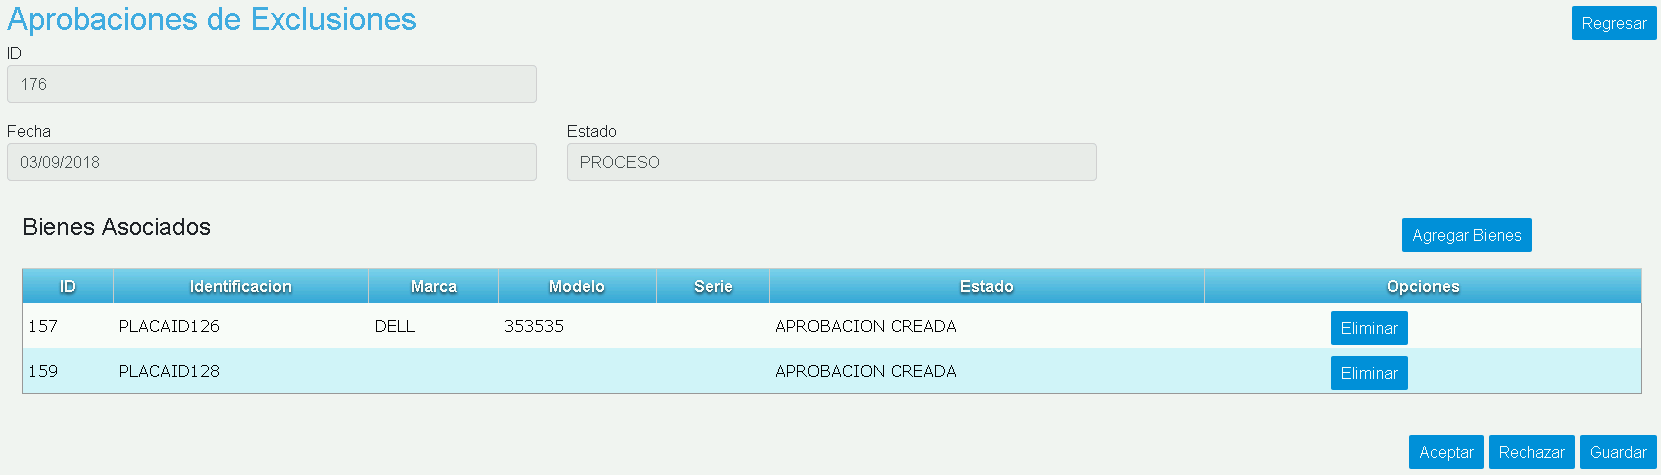 Aprobaciones de Exclusiones
Regresar
ID
176
Fecha
Estado
03/09/2018
PROCESO
Bienes Asociados
Agregar Bienes
ID Identificacion Marca Modelo Serie Estado Opciones
157 PLACAID126 DELL 353535 APROBACION CREADA Eliminar
159 PLACAID128 APROBACION CREADA Eliminar
Aceptar Rechazar Guardar